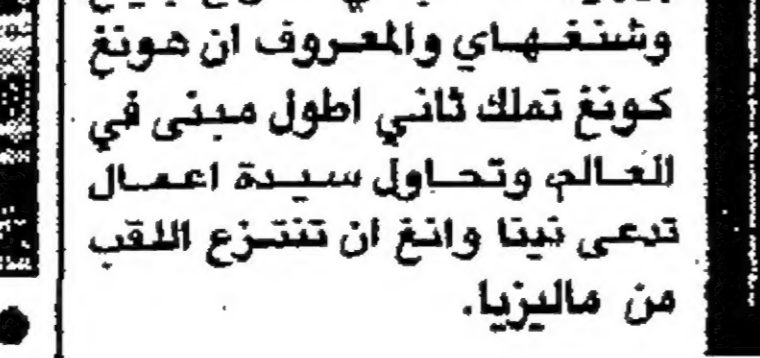 وشنغهاي والمعروف ان هونغ
كونغ تملك ثاني اطول مبنى في
العالم، وتحاول سيدة اعمال
تدعى نينا وانغ ان تنتزع اللقب
من ماليزيا.